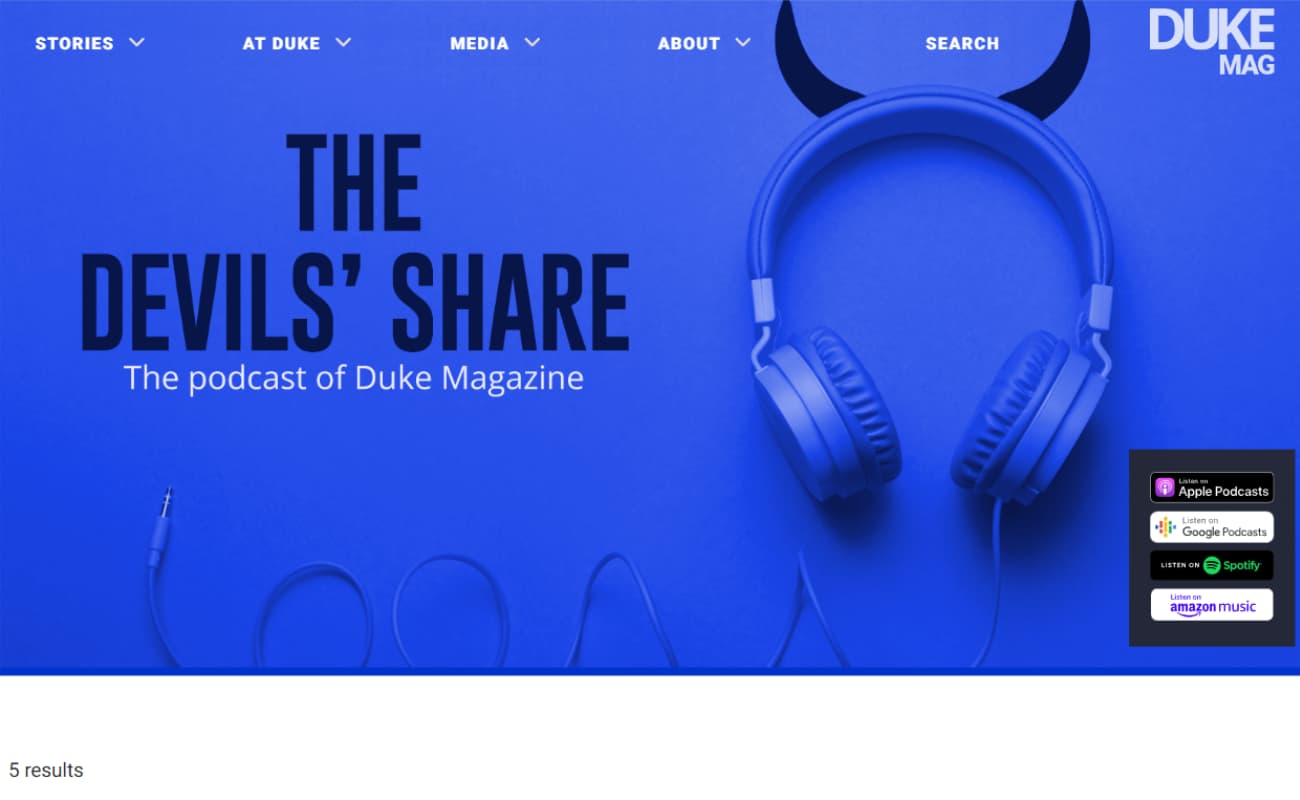 STORIES
AT DUKE
MEDIA
ABOUT
SEARCH
DUKE
MAG
THE
DEVILS’ SHARE
The podcast of Duke Magazine
Listen on
Apple Podcasts
Listen on
Google Podcasts
LISTEN ON Spotify
Listen on
amazon music
5 results